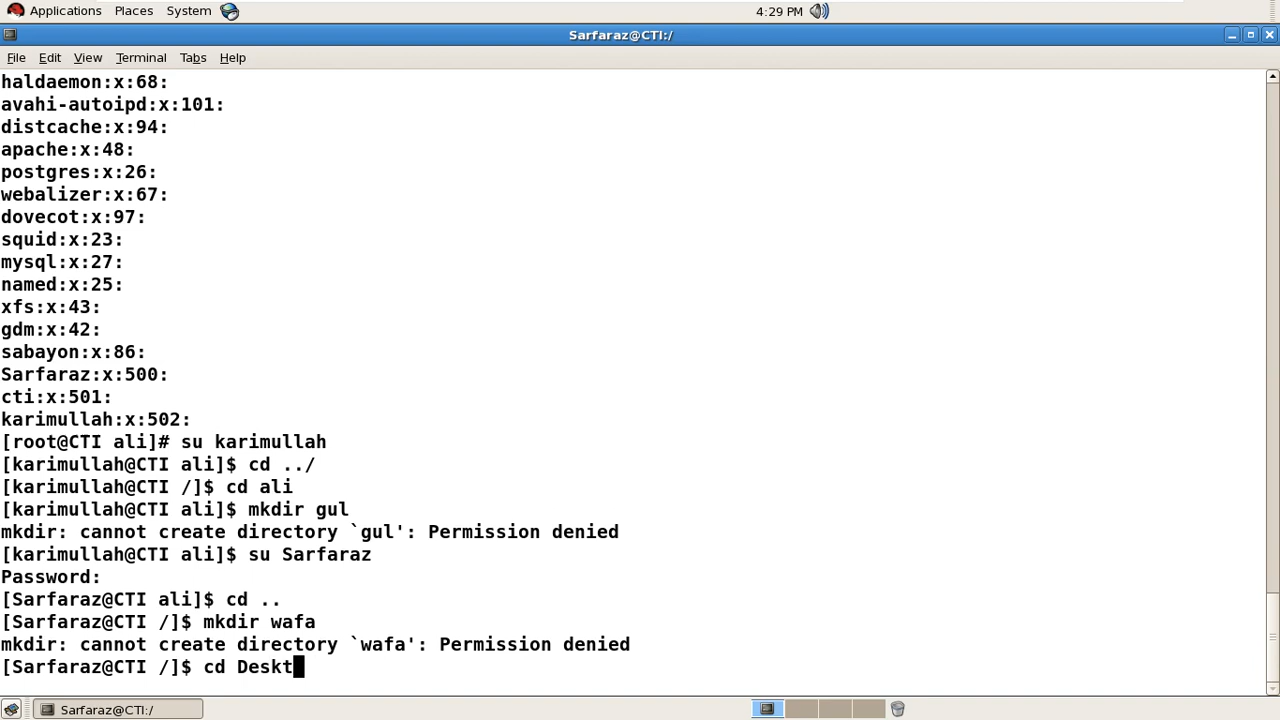 Applications Places System 4:29 PM
Sarfaraz@CTI:/
File Edit View Terminal Tabs Help
haldaemon:x:68:
avahi-autoipd:x:101:
distcache:x:94:
apache:x:48:
postgres:x:26:
webalizer:x:67:
dovecot:x:97:
squid:x:23:
mysql:x:27:
named:x:25:
xfs:x:43:
gdm:x:42:
sabayon:x:86:
Sarfaraz:x:500:
cti:x:501:
karimullah:x:502:
[root@CTI ali]# su karimullah
[karimullah@CTI ali]$ cd ../
[karimullah@CTI /]$ cd ali
[karimullah@CTI ali]$ mkdir gul
mkdir: cannot create directory `gul': Permission denied
[karimullah@CTI ali]$ su Sarfaraz
Password:
[Sarfaraz@CTI ali]$ cd ..
[Sarfaraz@CTI /]$ mkdir wafa
mkdir: cannot create directory `wafa': Permission denied
[Sarfaraz@CTI /]$ cd Deskt
Sarfaraz@CTI:/